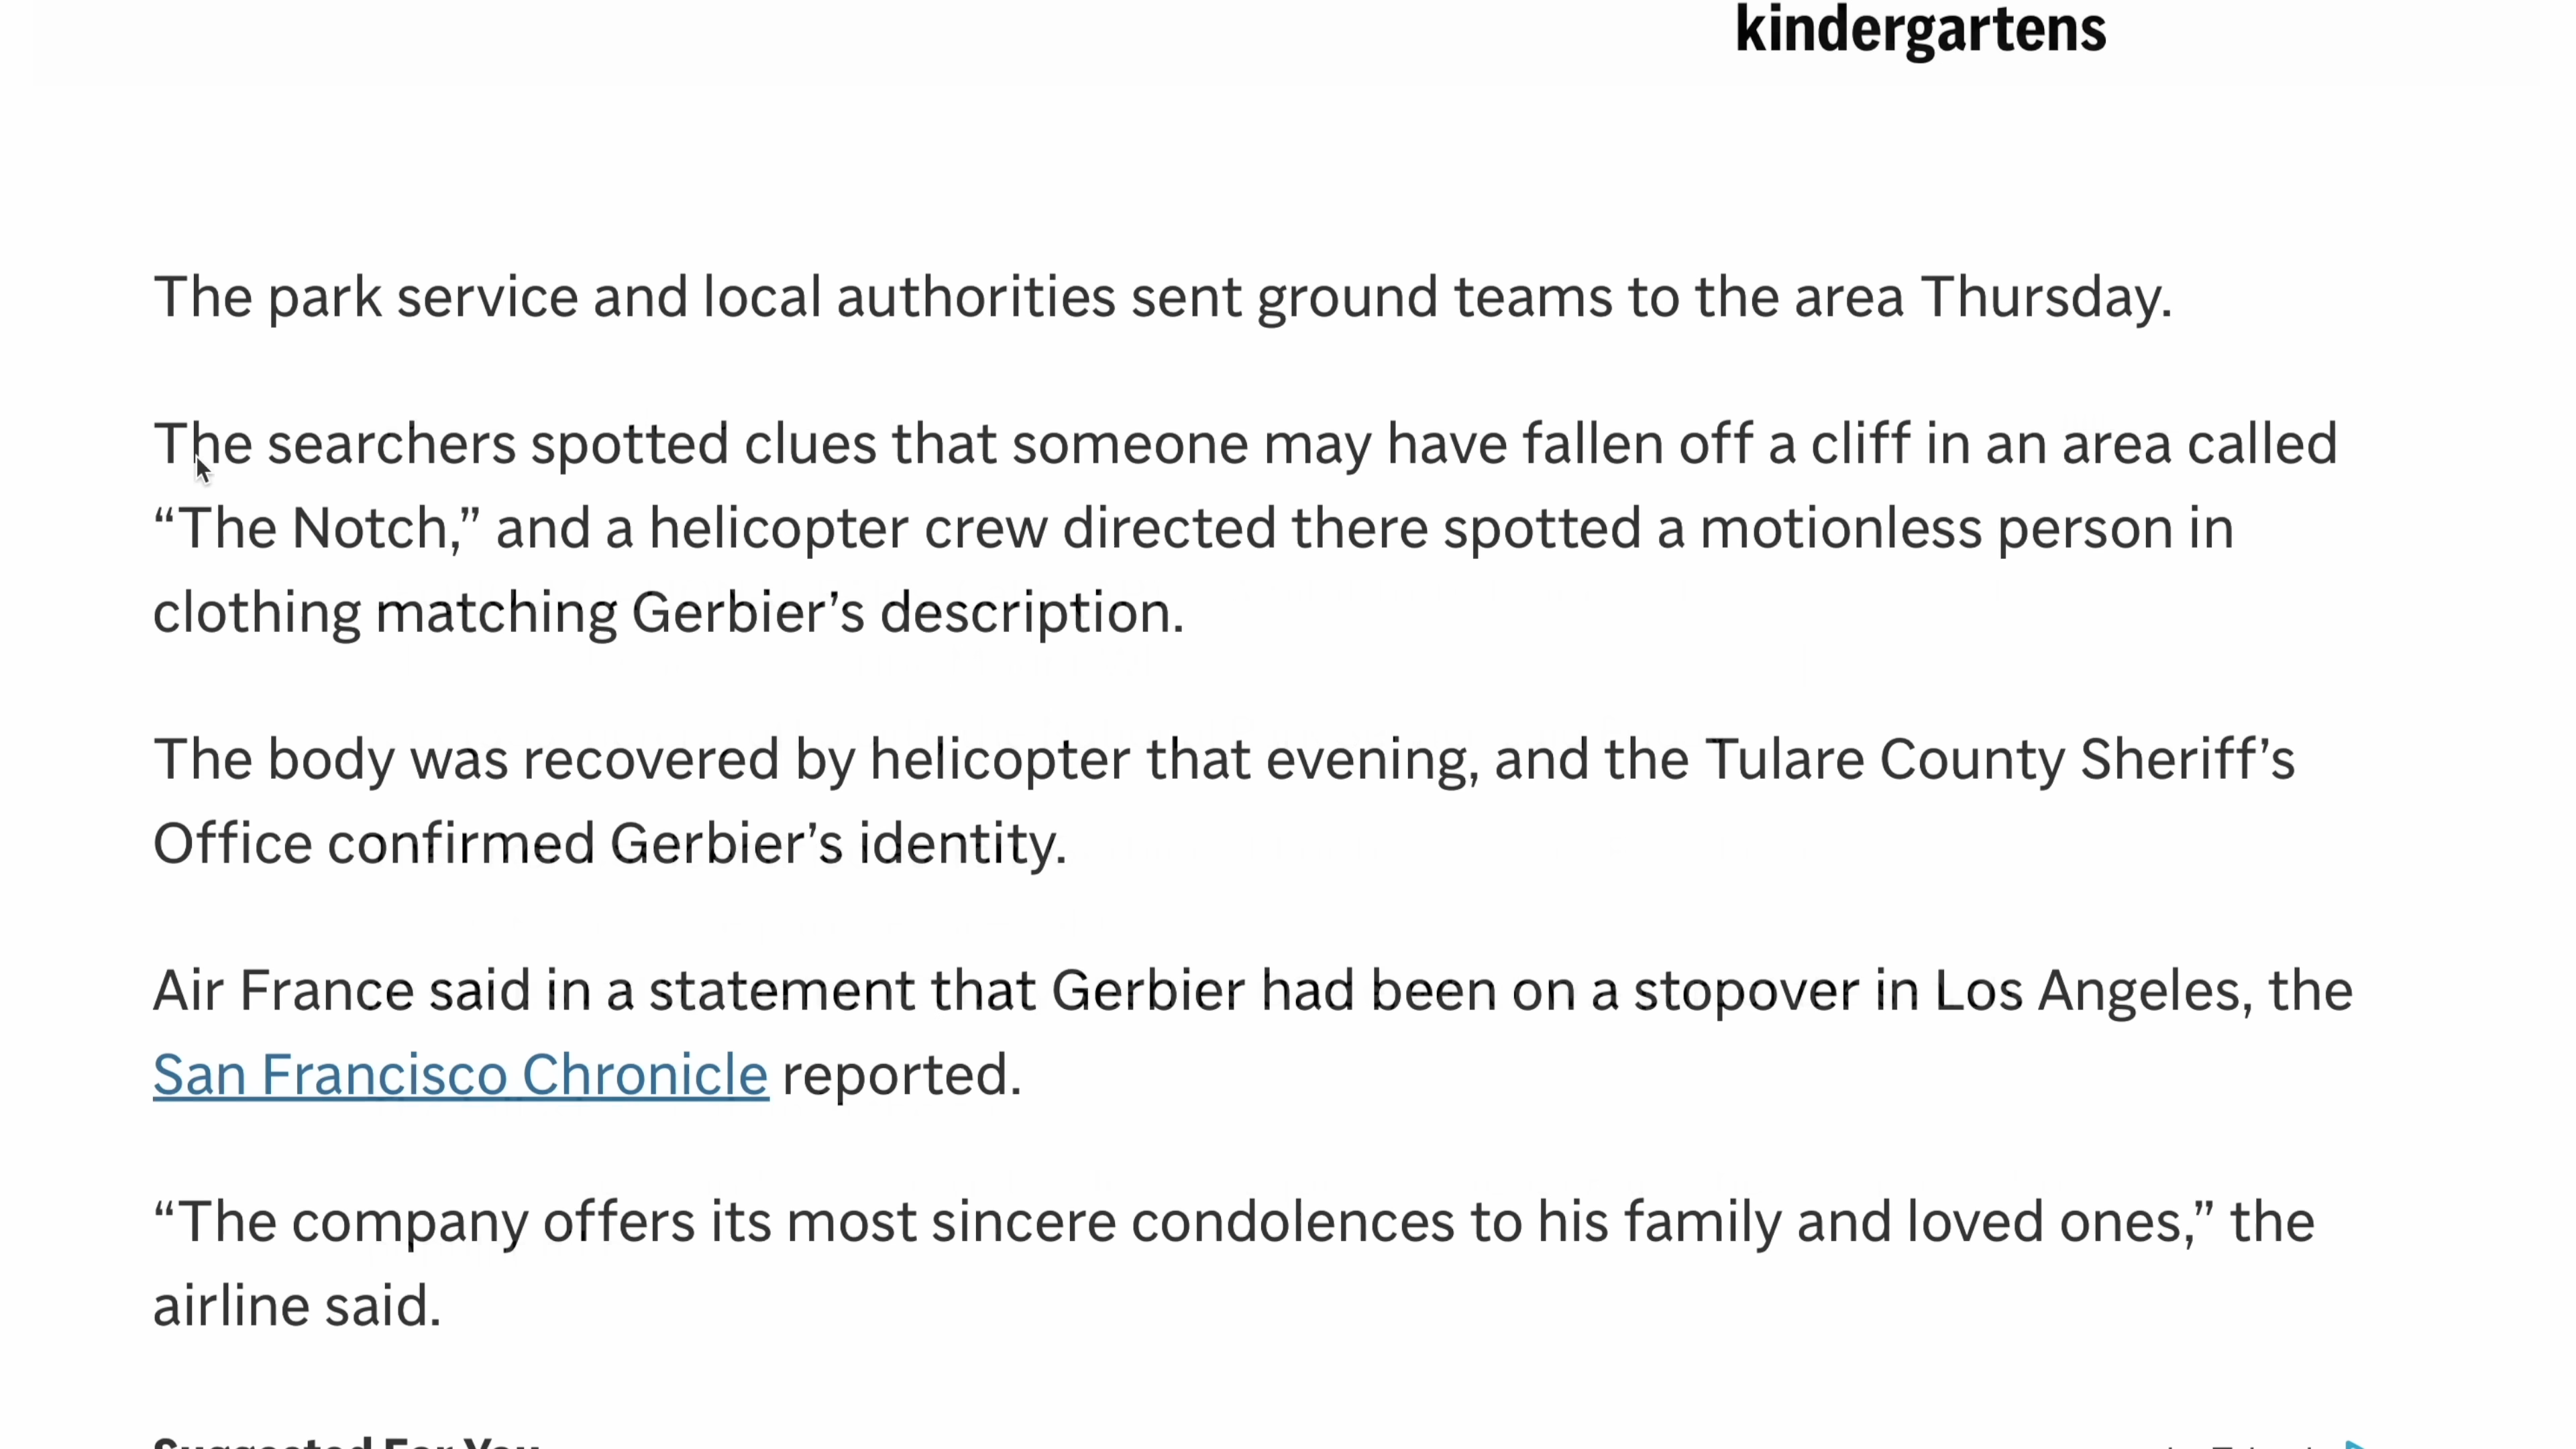 kindergartens
The park service and local authorities sent ground teams to the area Thursday.
The searchers spotted clues that someone may have fallen off a cliff in an area called
“The Notch,” and a helicopter crew directed there spotted a motionless person in
clothing matching Gerbier’s description.
The body was recovered by helicopter that evening, and the Tulare County Sheriff’s
Office confirmed Gerbier’s identity.
Air France said in a statement that Gerbier had been on a stopover in Los Angeles, the
San Francisco Chronicle reported.
“The company offers its most sincere condolences to his family and loved ones,” the
airline said.
Suggested For You